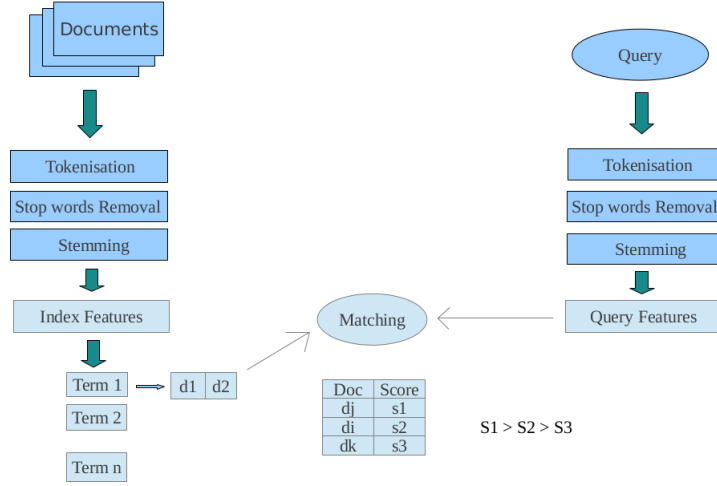 Documents
Query
Tokenisation
Tokenisation
Stop words Removal
Stop words Removal
Stemming
Stemming
Index Features
Matching
Query Features
Term 1
d1 d2
Term 2
Term n
Doc Score
dj s1
di s2
dk s3
S1 > S2 > S3